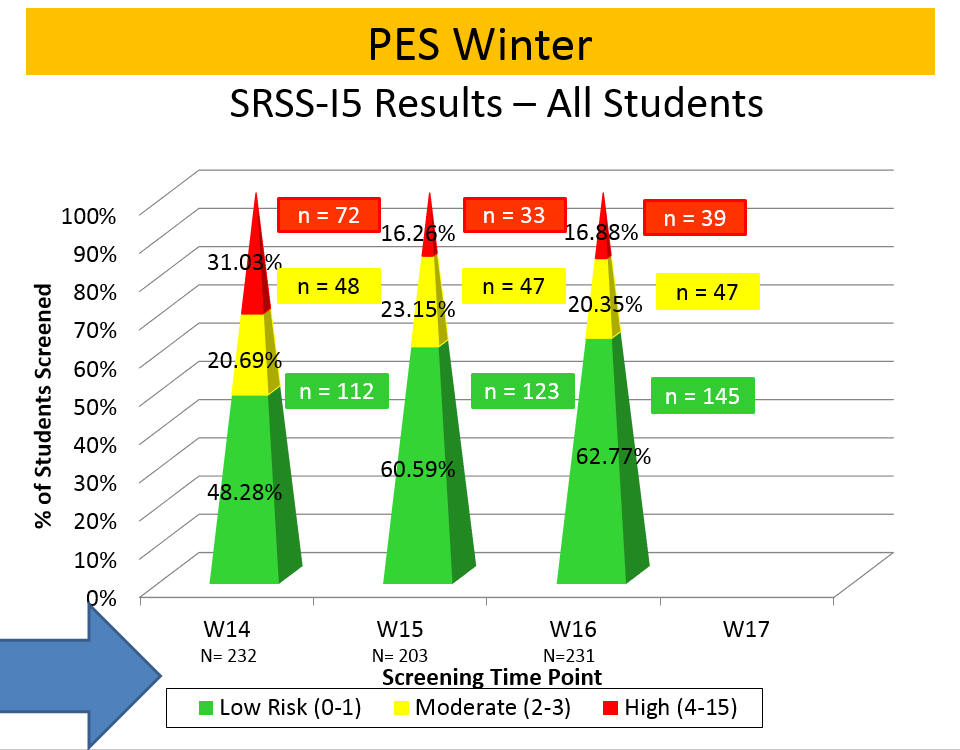 PES Winter
SRSS-I5 Results – All Students
% of Students Screened
100%
90%
80%
70%
60%
50%
40%
30%
20%
10%
0%
n = 72
n = 33
n = 39
31.03%
16.26%
16.88%
n = 48
n = 47
n = 47
20.69%
23.15%
20.35%
n = 112
n = 123
n = 145
48.28%
60.59%
62.77%
W14
W15
W16
W17
N= 232
N= 203
N=231
Screening Time Point
Low Risk (0-1)
Moderate (2-3)
High (4-15)